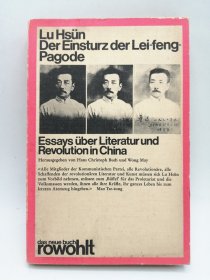 Lu Hsün
Der Einsturz der Lei-feng-
Pagode
Essays über Literatur und
Revolution in China
Herausgegeben von Hans Christoph Buch und Wong May
«Alle Mitglieder der Kommunistischen Partei, alle Revolutionäre, alle
Schaffenden der revolutionären Literatur und Kunst müssen sich Lu Hsün
zum Vorbild nehmen, müssen zum ‚Büffel‘ für das Proletariat und die
Volksmassen werden, ihnen alle ihre Kräfte, ihr ganzes Leben bis zum
letzten Atemzug hingeben.» Mao Tse-tung
das neue buch
rowohlt